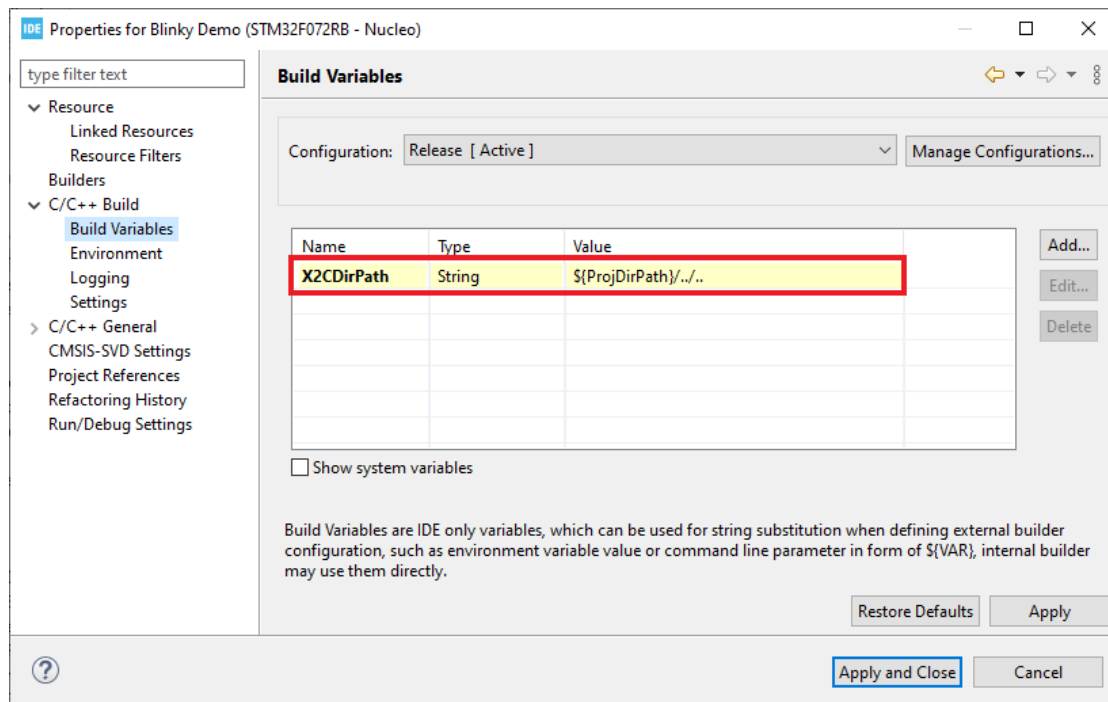 IDE Properties for Blinky Demo (STM32F072RB - Nucleo)
type filter text
Resource
Linked Resources
Resource Filters
Builders
C/C++ Build
Build Variables
Environment
Logging
Settings
C/C++ General
CMSIS-SVD Settings
Project References
Refactoring History
Run/Debug Settings
Build Variables
Configuration: Release [ Active ] Manage Configurations...
Name Type Value
X2CDirPath String ${ProjDirPath}/../..
Add...
Edit...
Delete
Show system variables
Build Variables are IDE only variables, which can be used for string substitution when defining external builder
configuration, such as environment variable value or command line parameter in form of ${VAR}, internal builder
may use them directly.
Restore Defaults Apply
? Apply and Close Cancel